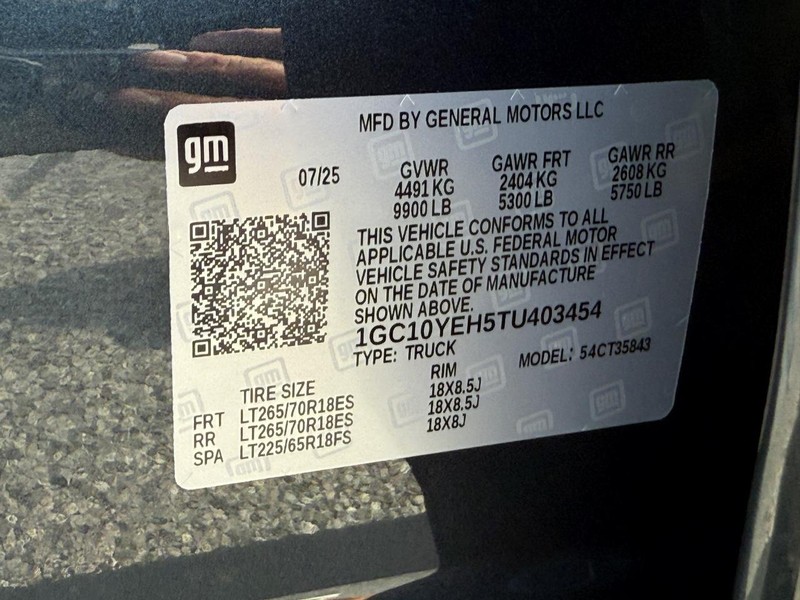 MFD BY GENERAL MOTORS LLC
gm
07/25
GVWR GAWR FRT GAWR RR
4491 KG 2404 KG 2608 KG
9900 LB 5300 LB 5750 LB
THIS VEHICLE CONFORMS TO ALL
APPLICABLE U.S. FEDERAL MOTOR
VEHICLE SAFETY STANDARDS IN EFFECT
ON THE DATE OF MANUFACTURE
SHOWN ABOVE.
1GC10YEH5TU403454
TYPE: TRUCK MODEL: 54CT35843
TIRE SIZE RIM
FRT LT265/70R18ES 18X8.5J
RR LT265/70R18ES 18X8.5J
SPA LT225/65R18FS 18X8J